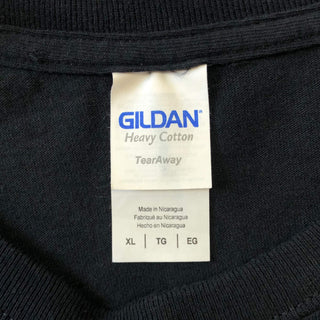 GILDAN
Heavy Cotton
TearAway
Made in Nicaragua
Fabriqué au Nicaragua
Hecho en Nicaragua
XL | TG | EG